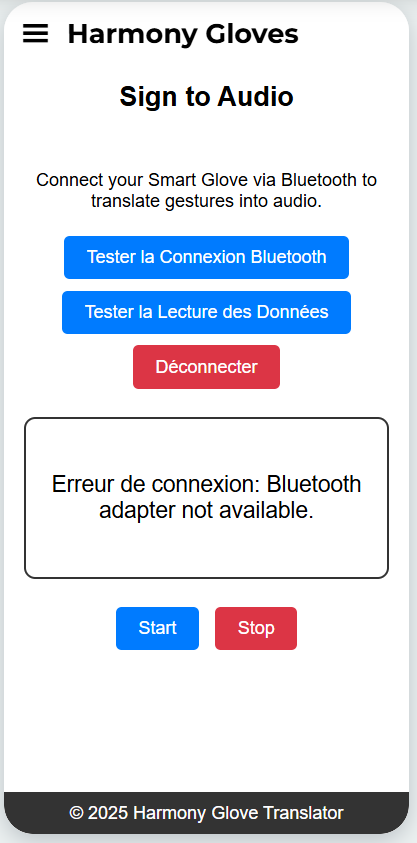 Harmony Gloves
Sign to Audio
Connect your Smart Glove via Bluetooth to
translate gestures into audio.
Tester la Connexion Bluetooth
Tester la Lecture des Données
Déconnecter
Erreur de connexion: Bluetooth
adapter not available.
Start Stop
© 2025 Harmony Glove Translator